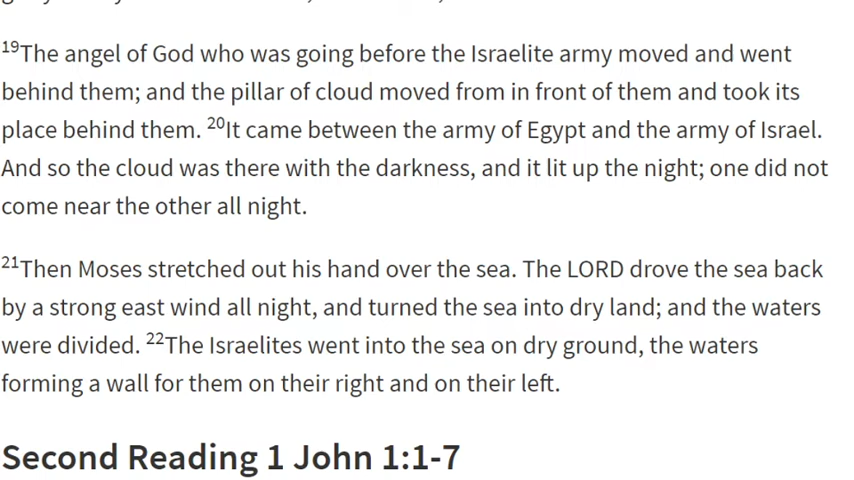 ¹⁹The angel of God who was going before the Israelite army moved and went
behind them; and the pillar of cloud moved from in front of them and took its
place behind them. ²⁰It came between the army of Egypt and the army of Israel.
And so the cloud was there with the darkness, and it lit up the night; one did not
come near the other all night.
²¹Then Moses stretched out his hand over the sea. The LORD drove the sea back
by a strong east wind all night, and turned the sea into dry land; and the waters
were divided. ²²The Israelites went into the sea on dry ground, the waters
forming a wall for them on their right and on their left.
Second Reading 1 John 1:1-7